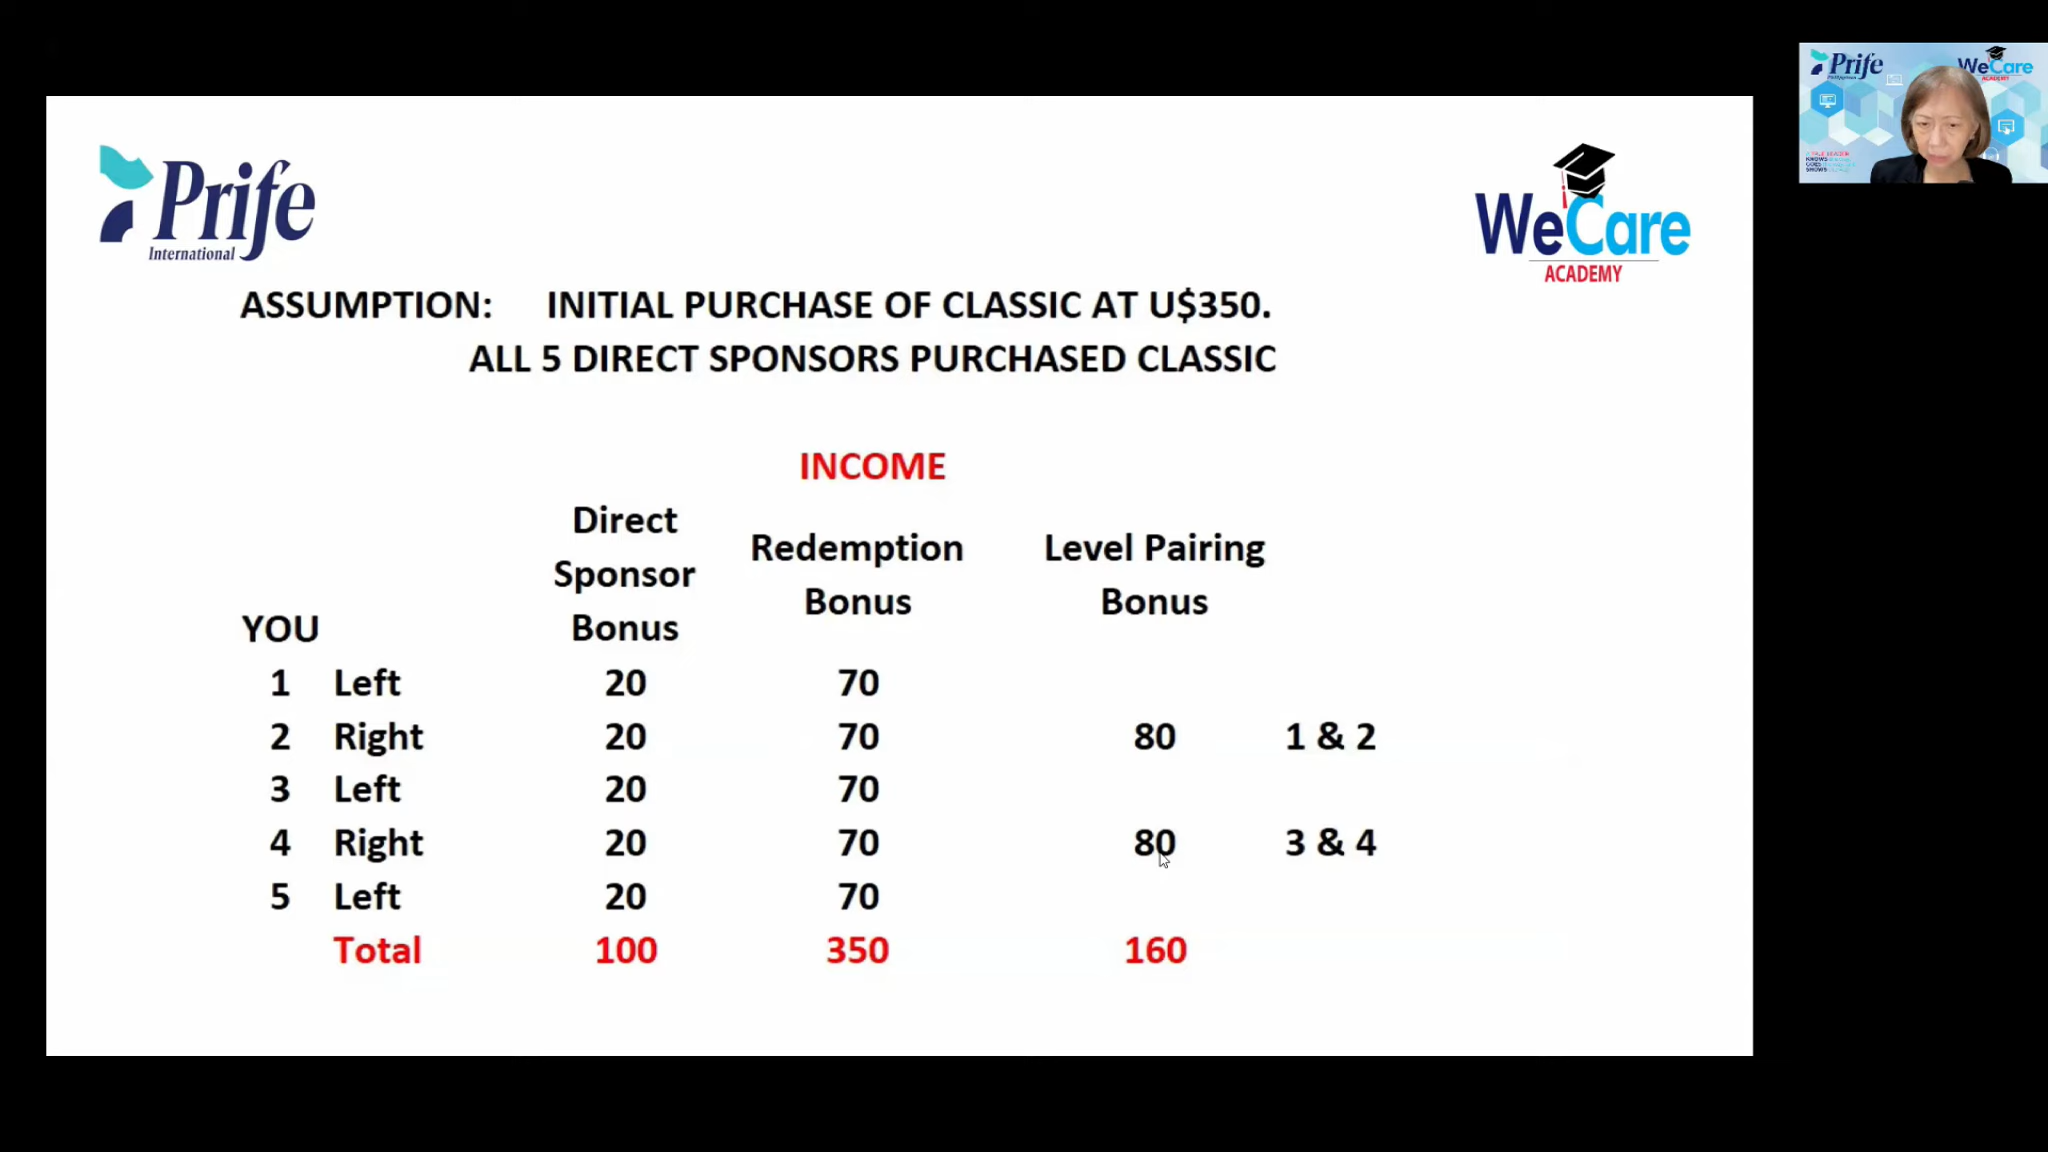 Prife
International
WeCare
ACADEMY
Prife
WeCare
ACADEMY
ASSUMPTION: INITIAL PURCHASE OF CLASSIC AT U$350.
ALL 5 DIRECT SPONSORS PURCHASED CLASSIC
INCOME
Direct Sponsor Bonus
Redemption Bonus
Level Pairing Bonus
YOU
1 Left 20 70
2 Right 20 70 80 1 & 2
3 Left 20 70
4 Right 20 70 80 3 & 4
5 Left 20 70
Total 100 350 160